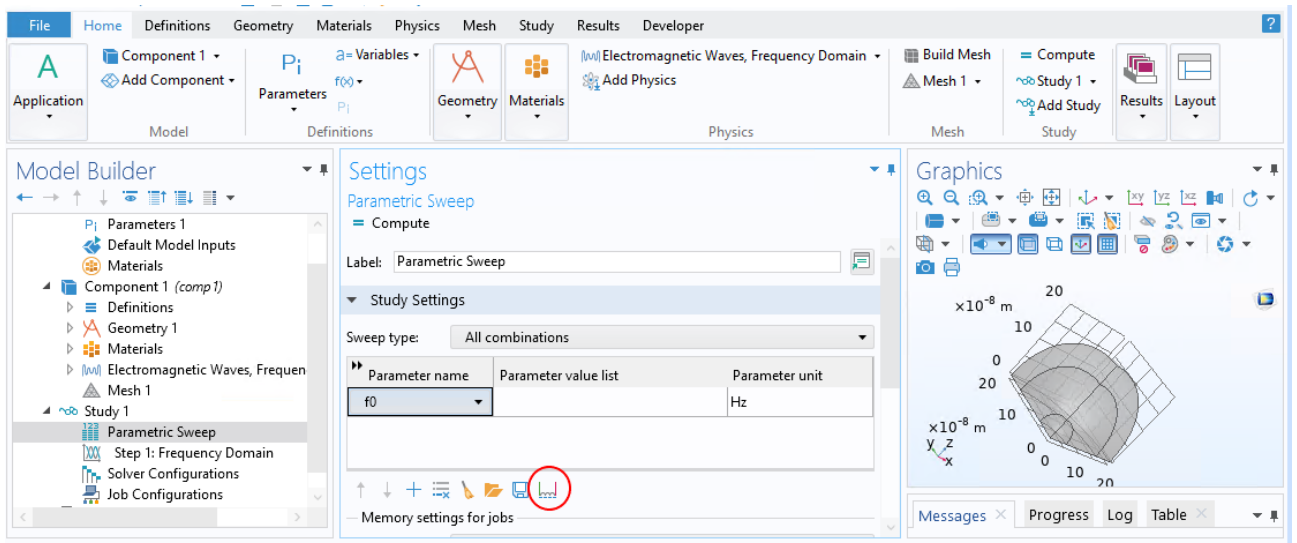 File Home Definitions Geometry Materials Physics Mesh Study Results Developer ?
A Application Model
Component 1
Add Component
Pi Parameters
a= Variables
f(x)
Pi
Definitions
Geometry
Materials
Electromagnetic Waves, Frequency Domain
Add Physics
Physics
Build Mesh
Mesh 1
Mesh
= Compute
Study 1
Add Study
Study
Results
Layout
Model Builder
Pi Parameters 1
Default Model Inputs
Materials
Component 1 (comp1)
Definitions
Geometry 1
Materials
Electromagnetic Waves, Frequen
Mesh 1
Study 1
123 Parametric Sweep
Step 1: Frequency Domain
Solver Configurations
Job Configurations
Settings
Parametric Sweep
= Compute
Label: Parametric Sweep
Study Settings
Sweep type: All combinations
Parameter name Parameter value list Parameter unit
f0 Hz
Memory settings for jobs
Graphics
xy yz xz
×10⁻⁸ m
20
10
0
20
10
×10⁻⁸ m
0
y z
x
0
10
20
Messages Progress Log Table